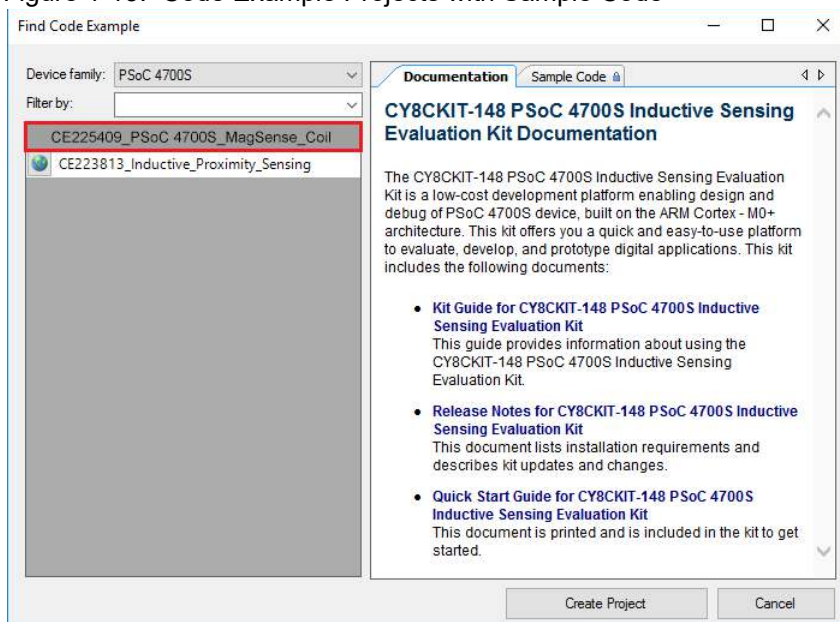 Find Code Example
Device family: PSoC 4700S
Filter by:
CE225409_PSoC 4700S_MagSense_Coil
CE223813_Inductive_Proximity_Sensing
Documentation Sample Code
CY8CKIT-148 PSoC 4700S Inductive Sensing
Evaluation Kit Documentation
The CY8CKIT-148 PSoC 4700S Inductive Sensing Evaluation
Kit is a low-cost development platform enabling design and
debug of PSoC 4700S device, built on the ARM Cortex - M0+
architecture. This kit offers you a quick and easy-to-use platform
to evaluate, develop, and prototype digital applications. This kit
includes the following documents:
• Kit Guide for CY8CKIT-148 PSoC 4700S Inductive
Sensing Evaluation Kit
This guide provides information about using the
CY8CKIT-148 PSoC 4700S Inductive Sensing
Evaluation Kit.
• Release Notes for CY8CKIT-148 PSoC 4700S Inductive
Sensing Evaluation Kit
This document lists installation requirements and
describes kit updates and changes.
• Quick Start Guide for CY8CKIT-148 PSoC 4700S
Inductive Sensing Evaluation Kit
This document is printed and is included in the kit to get
started.
Create Project Cancel